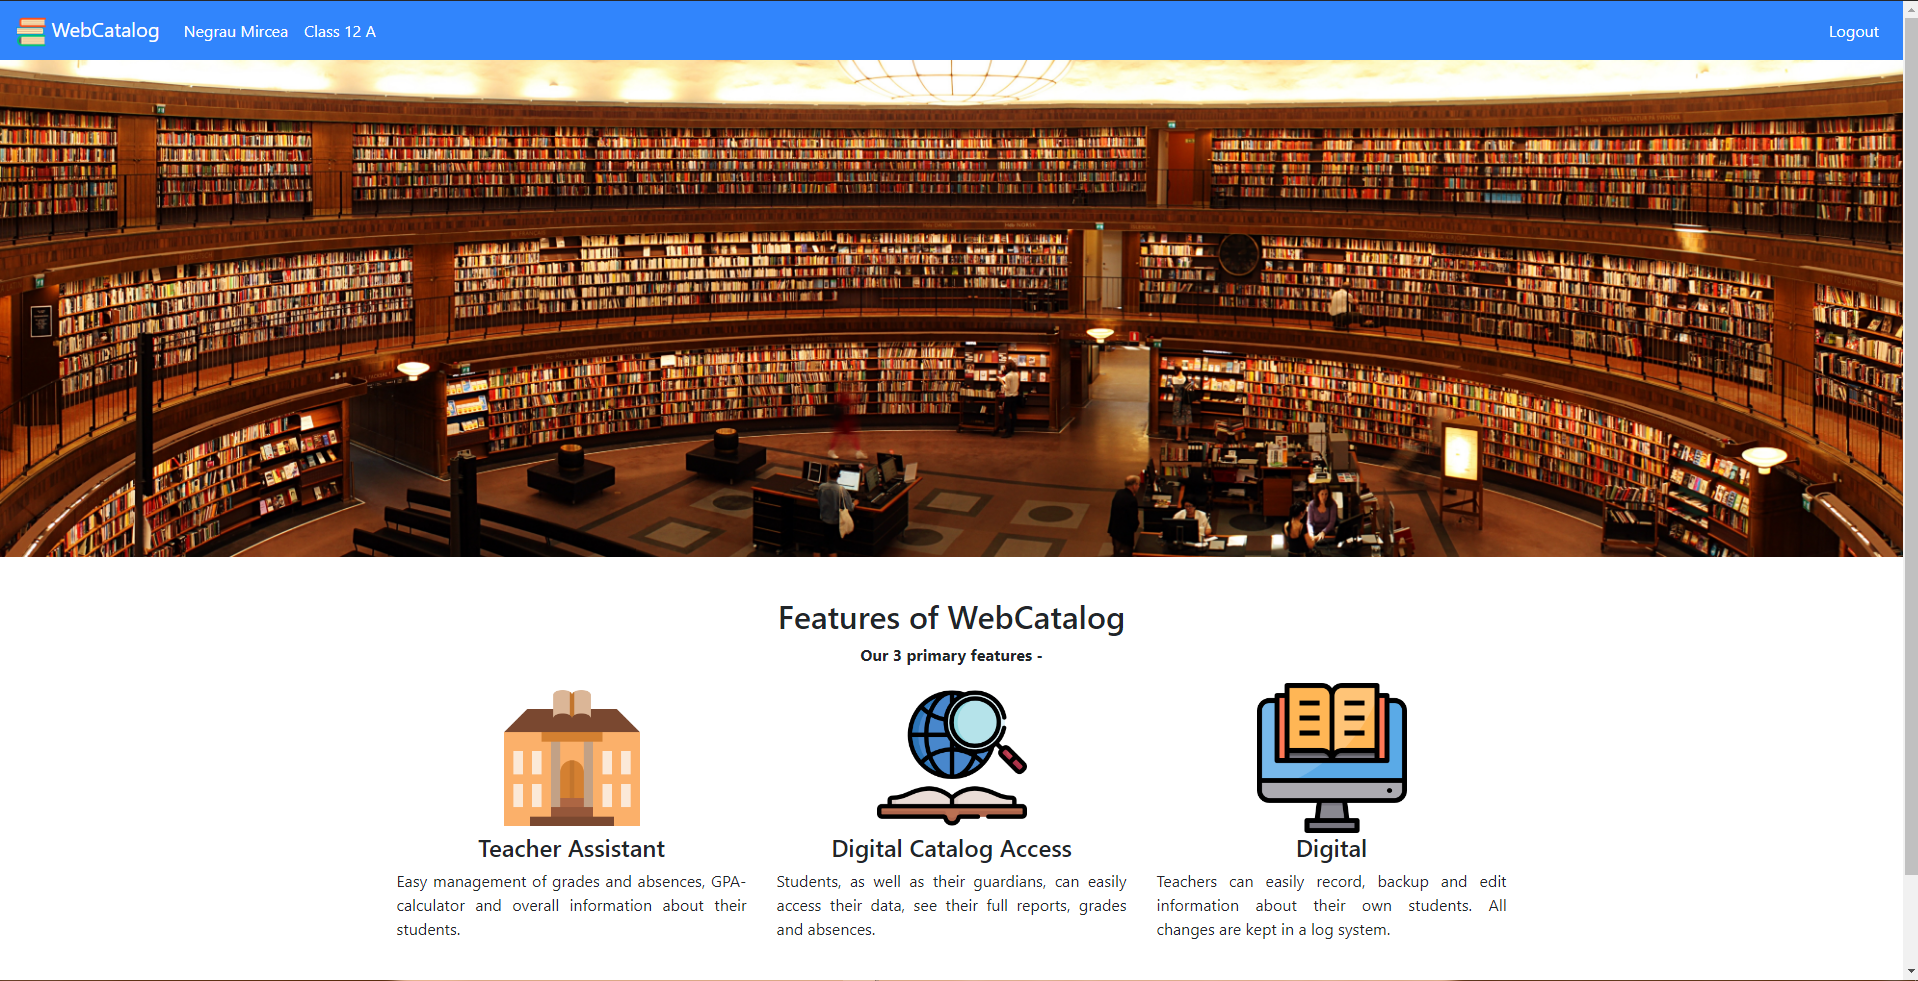 WebCatalog Negrau Mircea Class 12 A Logout
Features of WebCatalog
Our 3 primary features -
Teacher Assistant
Easy management of grades and absences, GPA-
calculator and overall information about their
students.
Digital Catalog Access
Students, as well as their guardians, can easily
access their data, see their full reports, grades
and absences.
Digital
Teachers can easily record, backup and edit
information about their own students. All
changes are kept in a log system.